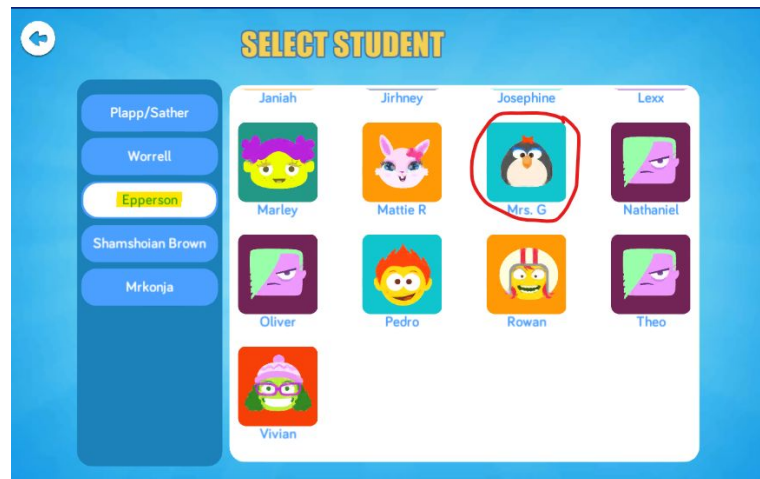 SELECT STUDENT
Plapp/Sather
Worrell
Epperson
Shamshoian Brown
Mrkonja
Janiah Jirhney Josephine Lexx
Marley Mattie R Mrs. G Nathaniel
Oliver Pedro Rowan Theo
Vivian